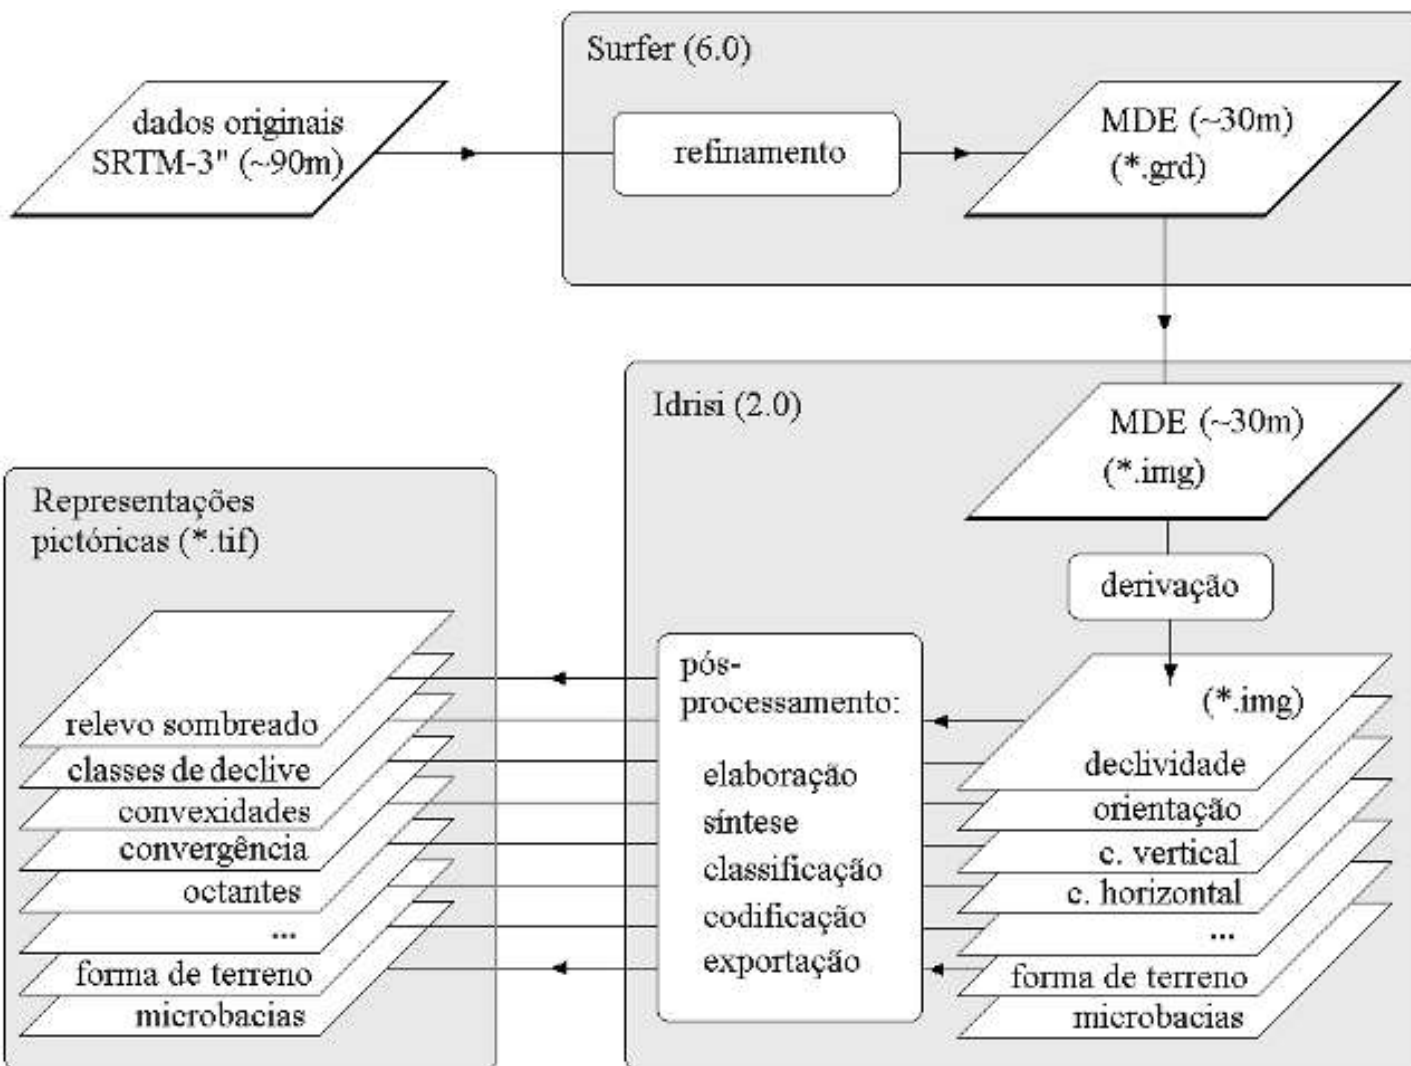 Surfer (6.0)
dados originais
SRTM-3" (~90m)
refinamento
MDE (~30m)
(*.grd)
Idrisi (2.0)
MDE (~30m)
(*.img)
derivação
Representações
pictóricas (*.tif)
relevo sombreado
classes de declive
convexidades
convergência
octantes
...
forma de terreno
microbacias
pós-
processamento:
elaboração
síntese
classificação
codificação
exportação
(*.img)
declividade
orientação
c. vertical
c. horizontal
...
forma de terreno
microbacias